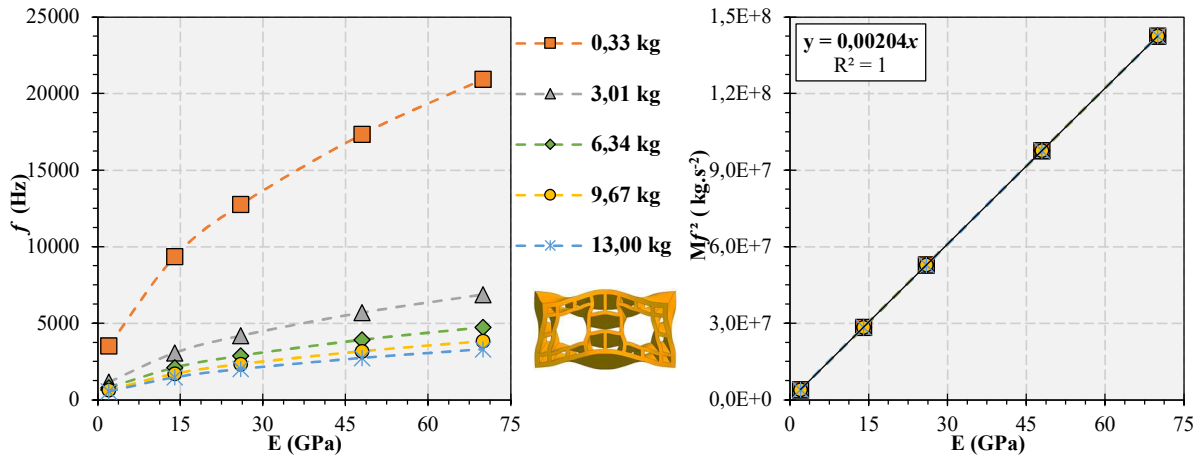 25000
20000
15000
10000
5000
0
f (Hz)
0 15 30 45 60 75
E (GPa)
0,33 kg
3,01 kg
6,34 kg
9,67 kg
13,00 kg
1,5E+8
1,2E+8
9,0E+7
6,0E+7
3,0E+7
0,0E+0
Mf² ( kg.s⁻²)
y = 0,00204x
R² = 1
0 15 30 45 60 75
E (GPa)